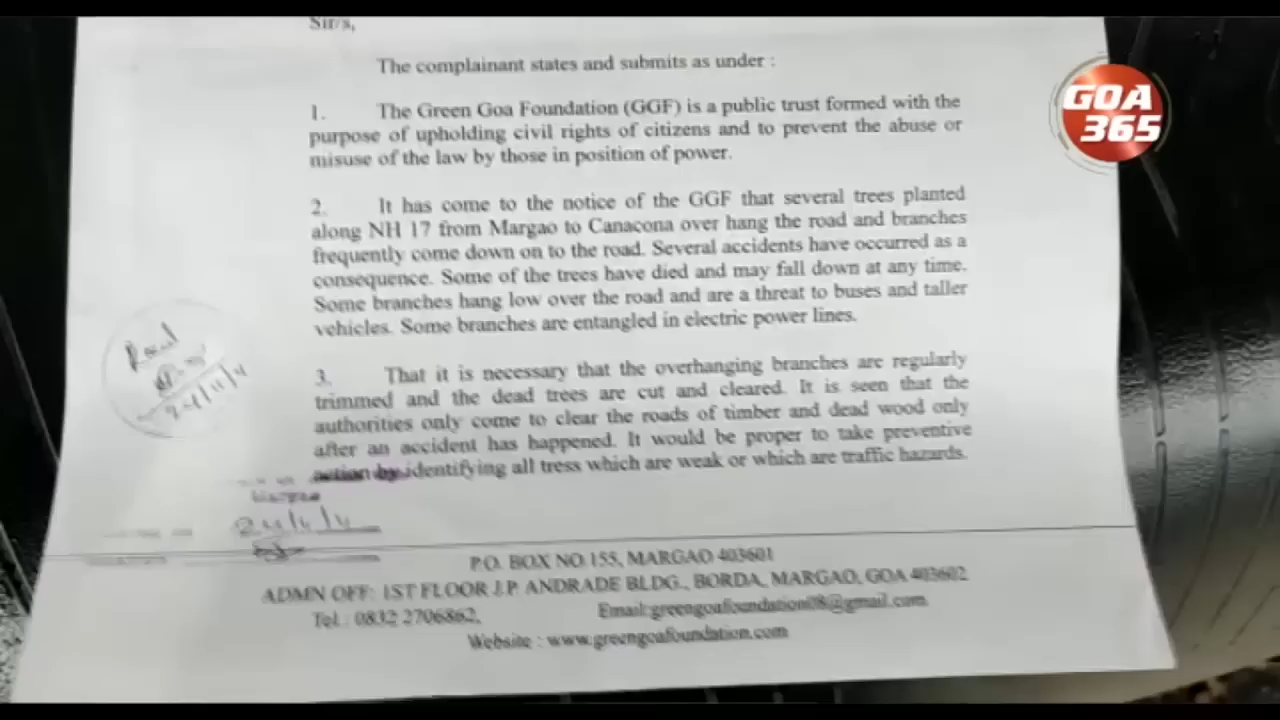 Sir/s,
The complainant states and submits as under :
1. The Green Goa Foundation (GGF) is a public trust formed with the
purpose of upholding civil rights of citizens and to prevent the abuse or
misuse of the law by those in position of power.
2. It has come to the notice of the GGF that several trees planted
along NH 17 from Margao to Canacona over hang the road and branches
frequently come down on to the road. Several accidents have occurred as a
consequence. Some of the trees have died and may fall down at any time.
Some branches hang low over the road and are a threat to buses and taller
vehicles. Some branches are entangled in electric power lines.
3. That it is necessary that the overhanging branches are regularly
trimmed and the dead trees are cut and cleared. It is seen that the
authorities only come to clear the roads of timber and dead wood only
after an accident has happened. It would be proper to take preventive
action by identifying all tress which are weak or which are traffic hazards.
P.O. BOX NO.155, MARGAO 403601
ADMN OFF: 1ST FLOOR J.P. ANDRADE BLDG., BORDA, MARGAO, GOA 403602
Tel.: 0832 2706862, Email:greengoafoundation08@gmail.com
Website : www.greengoafoundation.com
GOA
365
24/11/11